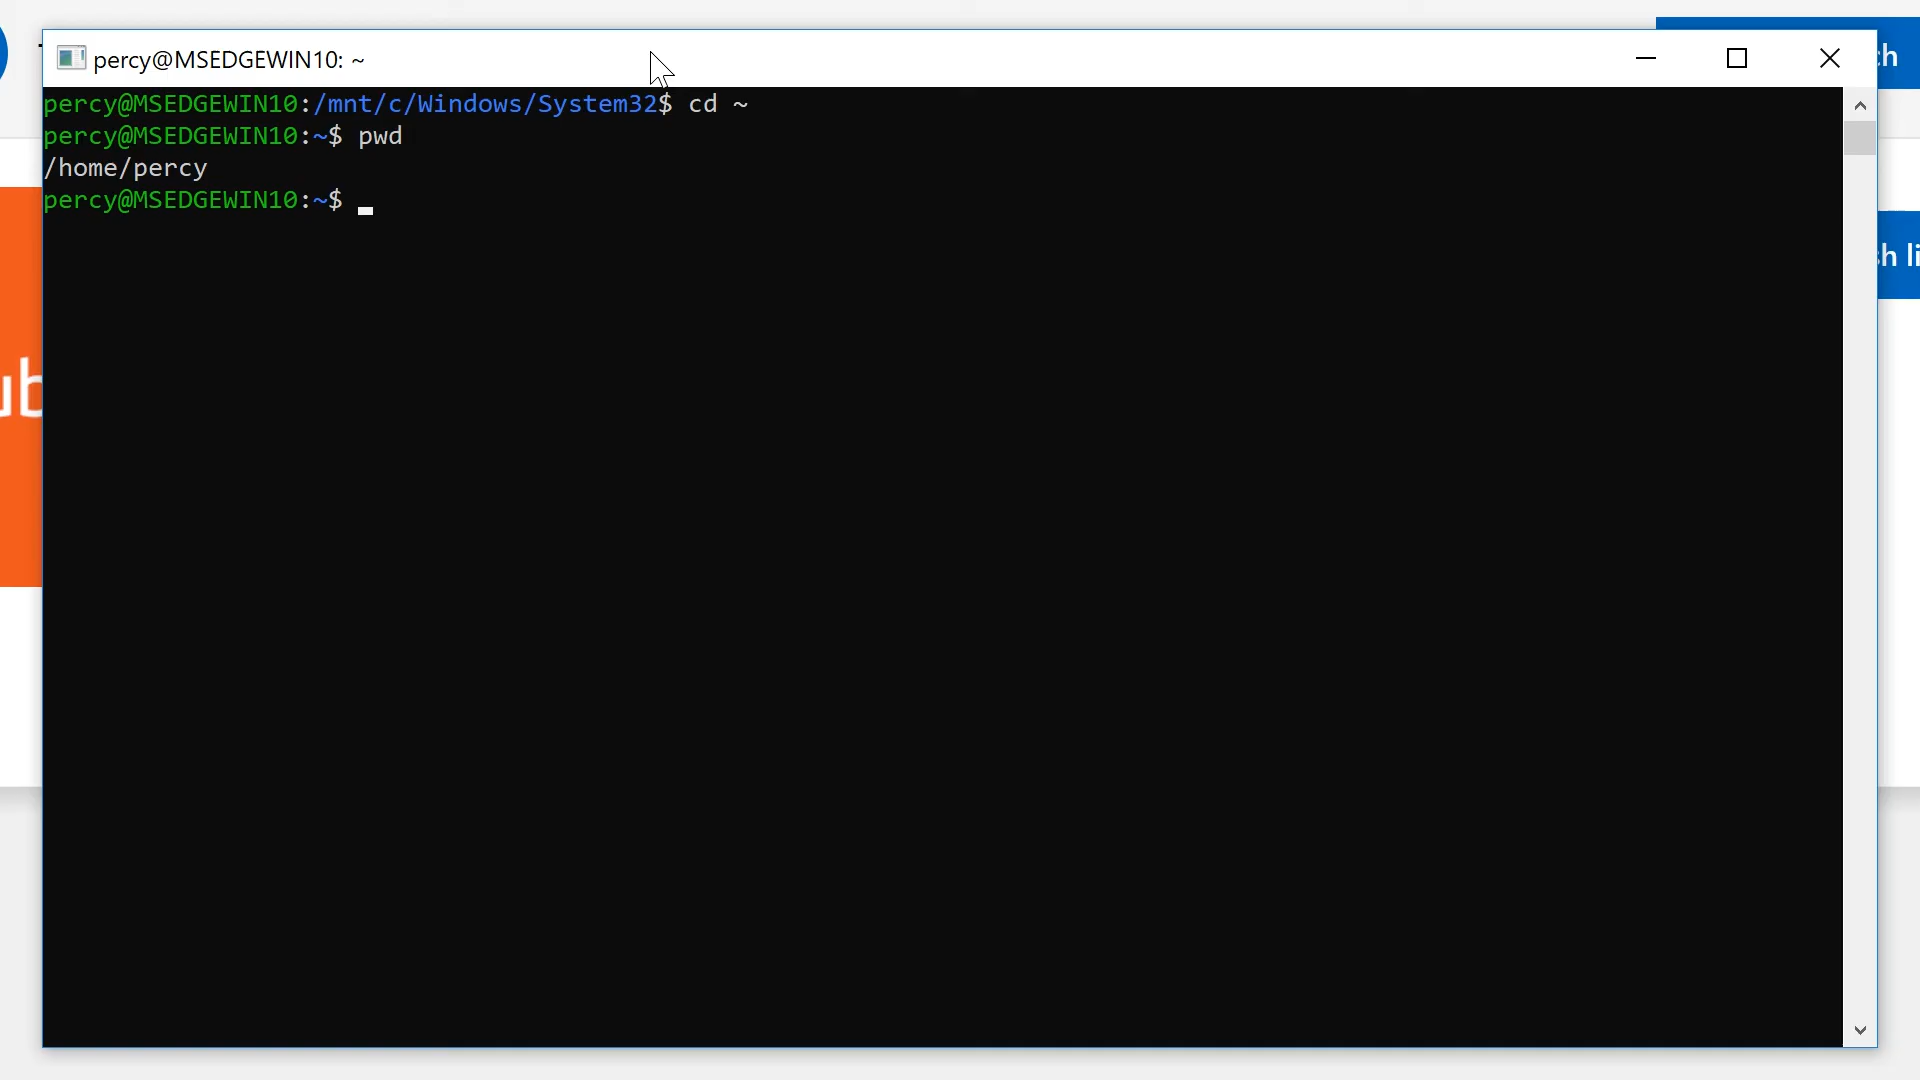 percy@MSEDGEWIN10: ~
percy@MSEDGEWIN10:/mnt/c/Windows/System32$ cd ~
percy@MSEDGEWIN10:~$ pwd
/home/percy
percy@MSEDGEWIN10:~$